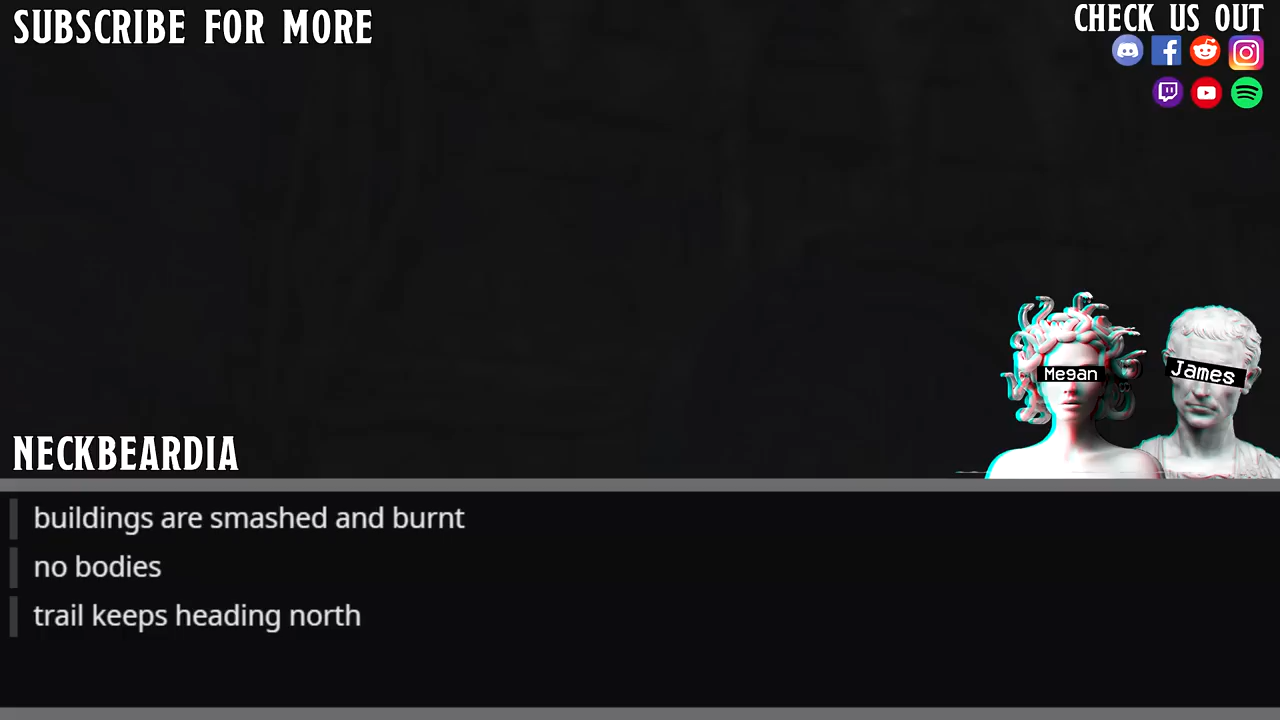 SUBSCRIBE FOR MORE
CHECK US OUT
Megan
James
NECKBEARDIA
buildings are smashed and burnt
no bodies
trail keeps heading north